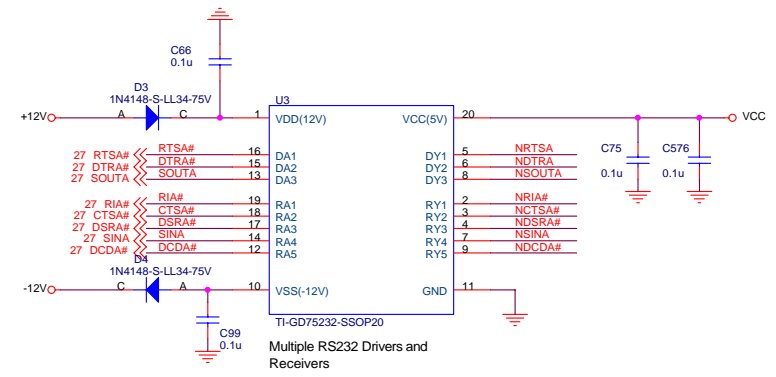 C66
0.1u
D3
1N4148-S-LL34-75V
U3
+12V
A
C
1
VDD(12V)
VCC(5V)
20
VCC
27 RTSA#
RTSA#
16
DA1
DY1
5
NRTSA
27 DTRA#
DTRA#
15
DA2
DY2
6
NDTRA
27 SOUTA
SOUTA
13
DA3
DY3
8
NSOUTA
C75
0.1u
C576
0.1u
27 RIA#
RIA#
19
RA1
RY1
2
NRIA#
27 CTSA#
CTSA#
18
RA2
RY2
3
NCTSA#
27 DSRA#
DSRA#
17
RA3
RY3
4
NDSRA#
27 SINA
SINA
14
RA4
RY4
7
NSINA
27 DCDA#
DCDA#
12
RA5
RY5
9
NDCDA#
D4
1N4148-S-LL34-75V
-12V
C
A
10
VSS(-12V)
GND
11
TI-GD75232-SSOP20
C99
0.1u
Multiple RS232 Drivers and
Receivers